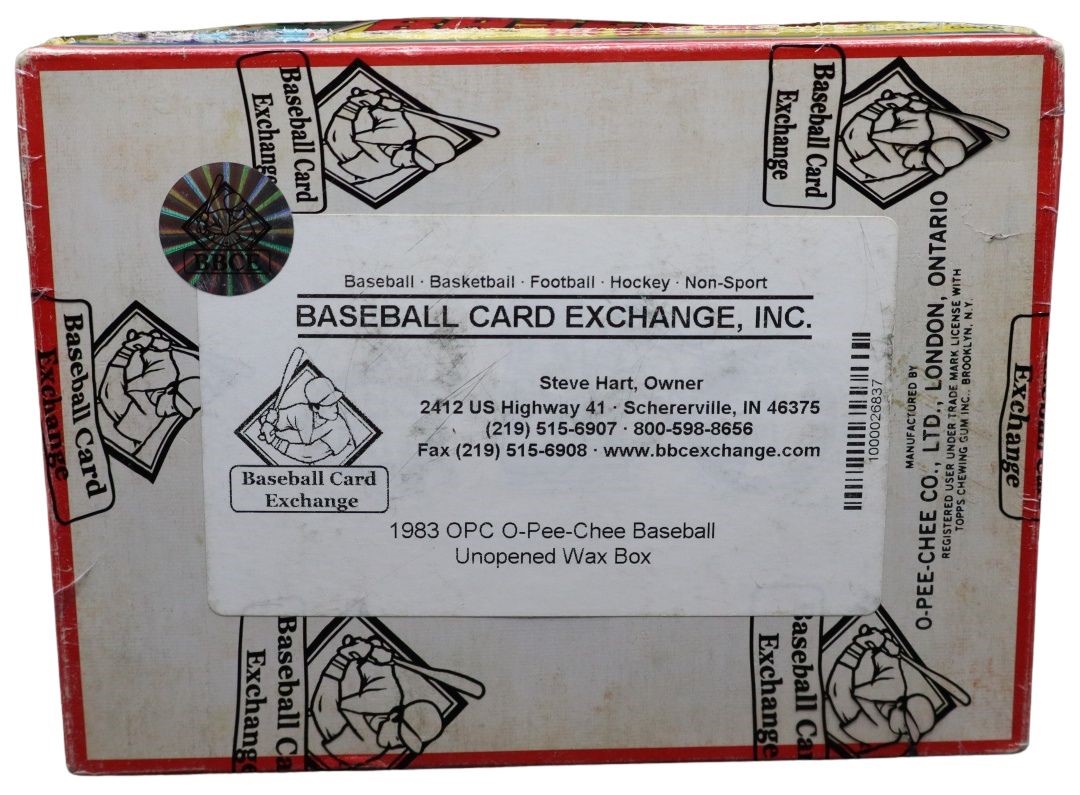 Baseball Card
Exchange
Baseball Card
Exchange
BBCE
Baseball · Basketball · Football · Hockey · Non-Sport
BASEBALL CARD EXCHANGE, INC.
Steve Hart, Owner
2412 US Highway 41 · Schererville, IN 46375
(219) 515-6907 · 800-598-8656
Fax (219) 515-6908 · www.bbcexchange.com
Baseball Card
Exchange
1983 OPC O-Pee-Chee Baseball
Unopened Wax Box
1000026837
MANUFACTURED BY
O-PEE-CHEE CO., LTD., LONDON, ONTARIO
REGISTERED USER UNDER TRADE MARK LICENSE WITH
TOPPS CHEWING GUM INC., BROOKLYN, N.Y.
Baseball Card
Exchange
Exchange
Baseball C
Exchange
Baseball Ca
Exchange